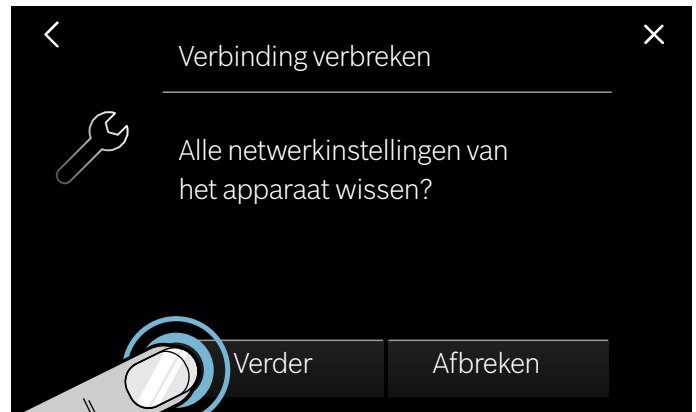 Verbinding verbreken
Alle netwerkinstellingen van
het apparaat wissen?
Verder
Afbreken